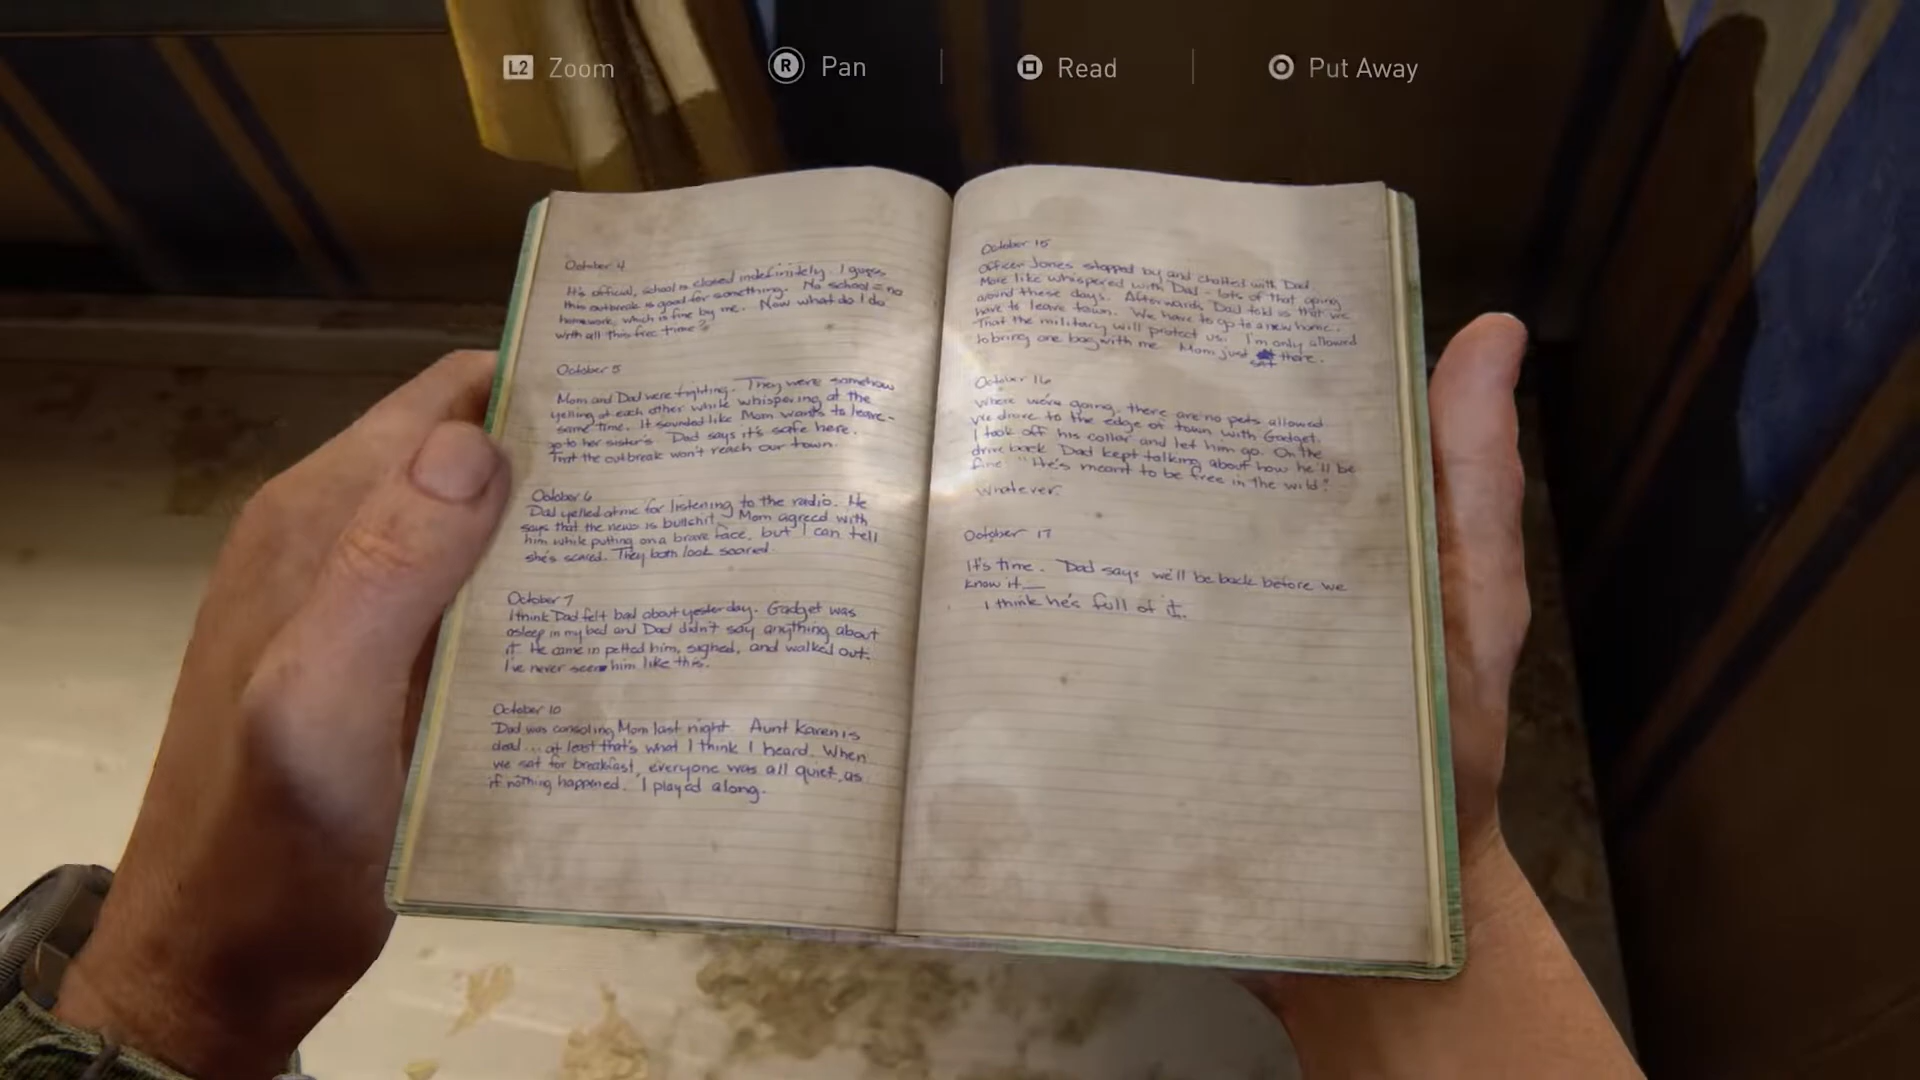 L2 Zoom
R Pan
Read
Put Away
October 4
It's official, school is closed indefinitely. I guess
this outbreak is good for something. No school = no
homework, which is fine by me. Now what do I do
with all this free time?
October 5
Mom and Dad were fighting. They were somehow
yelling at each other while whispering at the
same time. It sounded like Mom wants to leave -
go to her sister's. Dad says it's safe here.
That the outbreak won't reach our town.
October 6
Dad yelled at me for listening to the radio. He
says that the news is bullshit. Mom agreed with
him while putting on a brave face, but I can tell
she's scared. They both look scared.
October 7
I think Dad felt bad about yesterday. Gadget was
asleep in my bed and Dad didn't say anything about
it. He came in petted him, sighed, and walked out.
I've never seen him like this.
October 10
Dad was consoling Mom last night. Aunt Karen is
dead... at least that's what I think I heard. When
we sat for breakfast, everyone was all quiet, as
if nothing happened. I played along.
October 15
Officer Jones stopped by and chatted with Dad.
More like whispered with Dad - lots of that going
around these days. Afterwards, Dad told us that we
have to leave town. We have to go to a new home.
That the military will protect us. I'm only allowed
to bring one bag with me. Mom just sat there.
October 16
Where we're going, there are no pets allowed.
We drove to the edge of town with Gadget.
I took off his collar and let him go. On the
drive back Dad kept talking about how he'll be
fine. "He's meant to be free in the wild."
Whatever.
October 17
It's time. Dad says we'll be back before we
know it.
I think he's full of it.